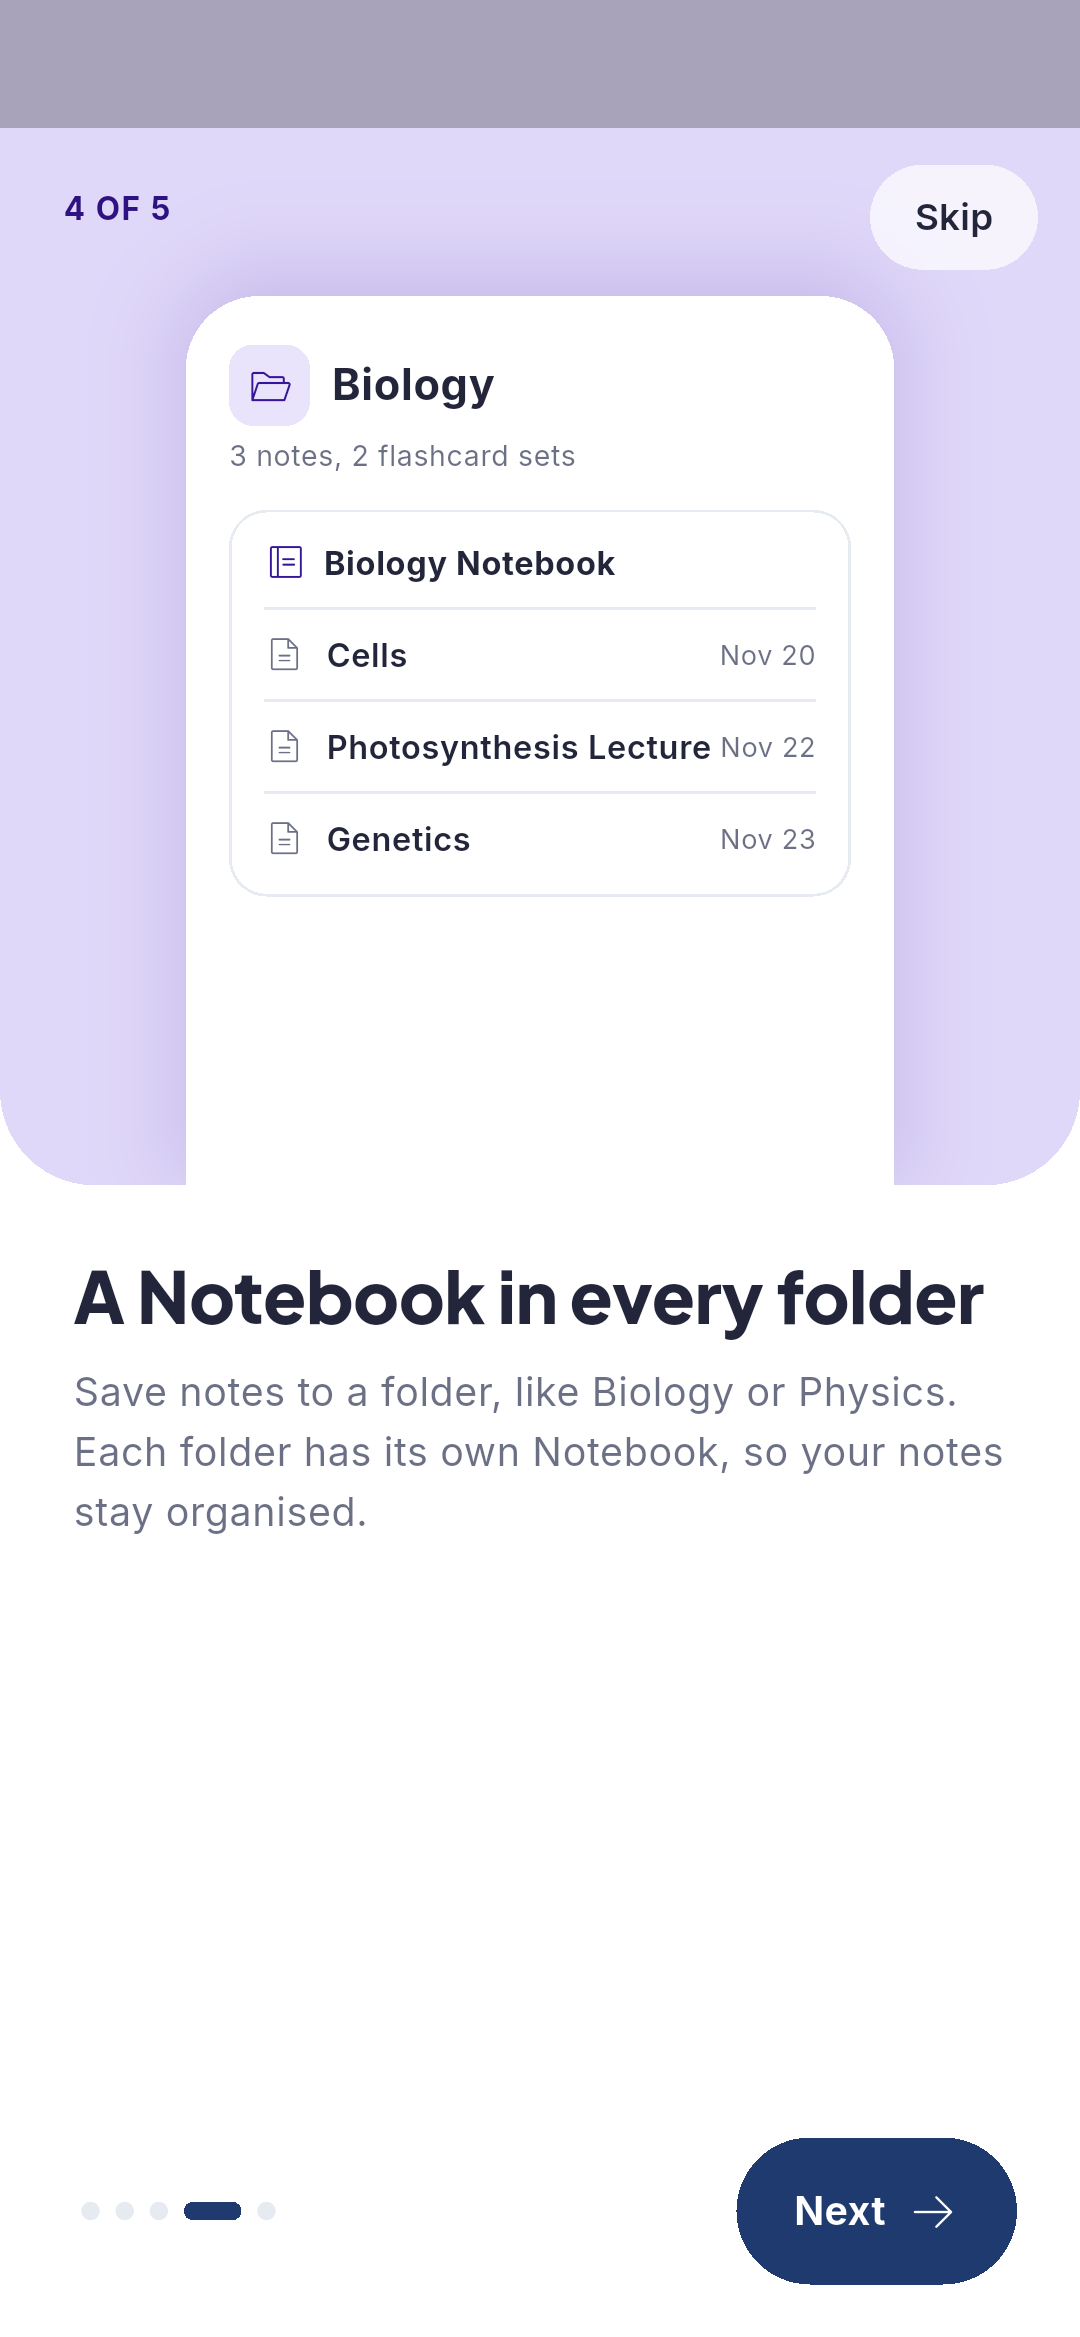 4 OF 5
Skip
Biology
3 notes, 2 flashcard sets
Biology Notebook
Cells Nov 20
Photosynthesis Lecture Nov 22
Genetics Nov 23
A Notebook in every folder
Save notes to a folder, like Biology or Physics.
Each folder has its own Notebook, so your notes
stay organised.
Next